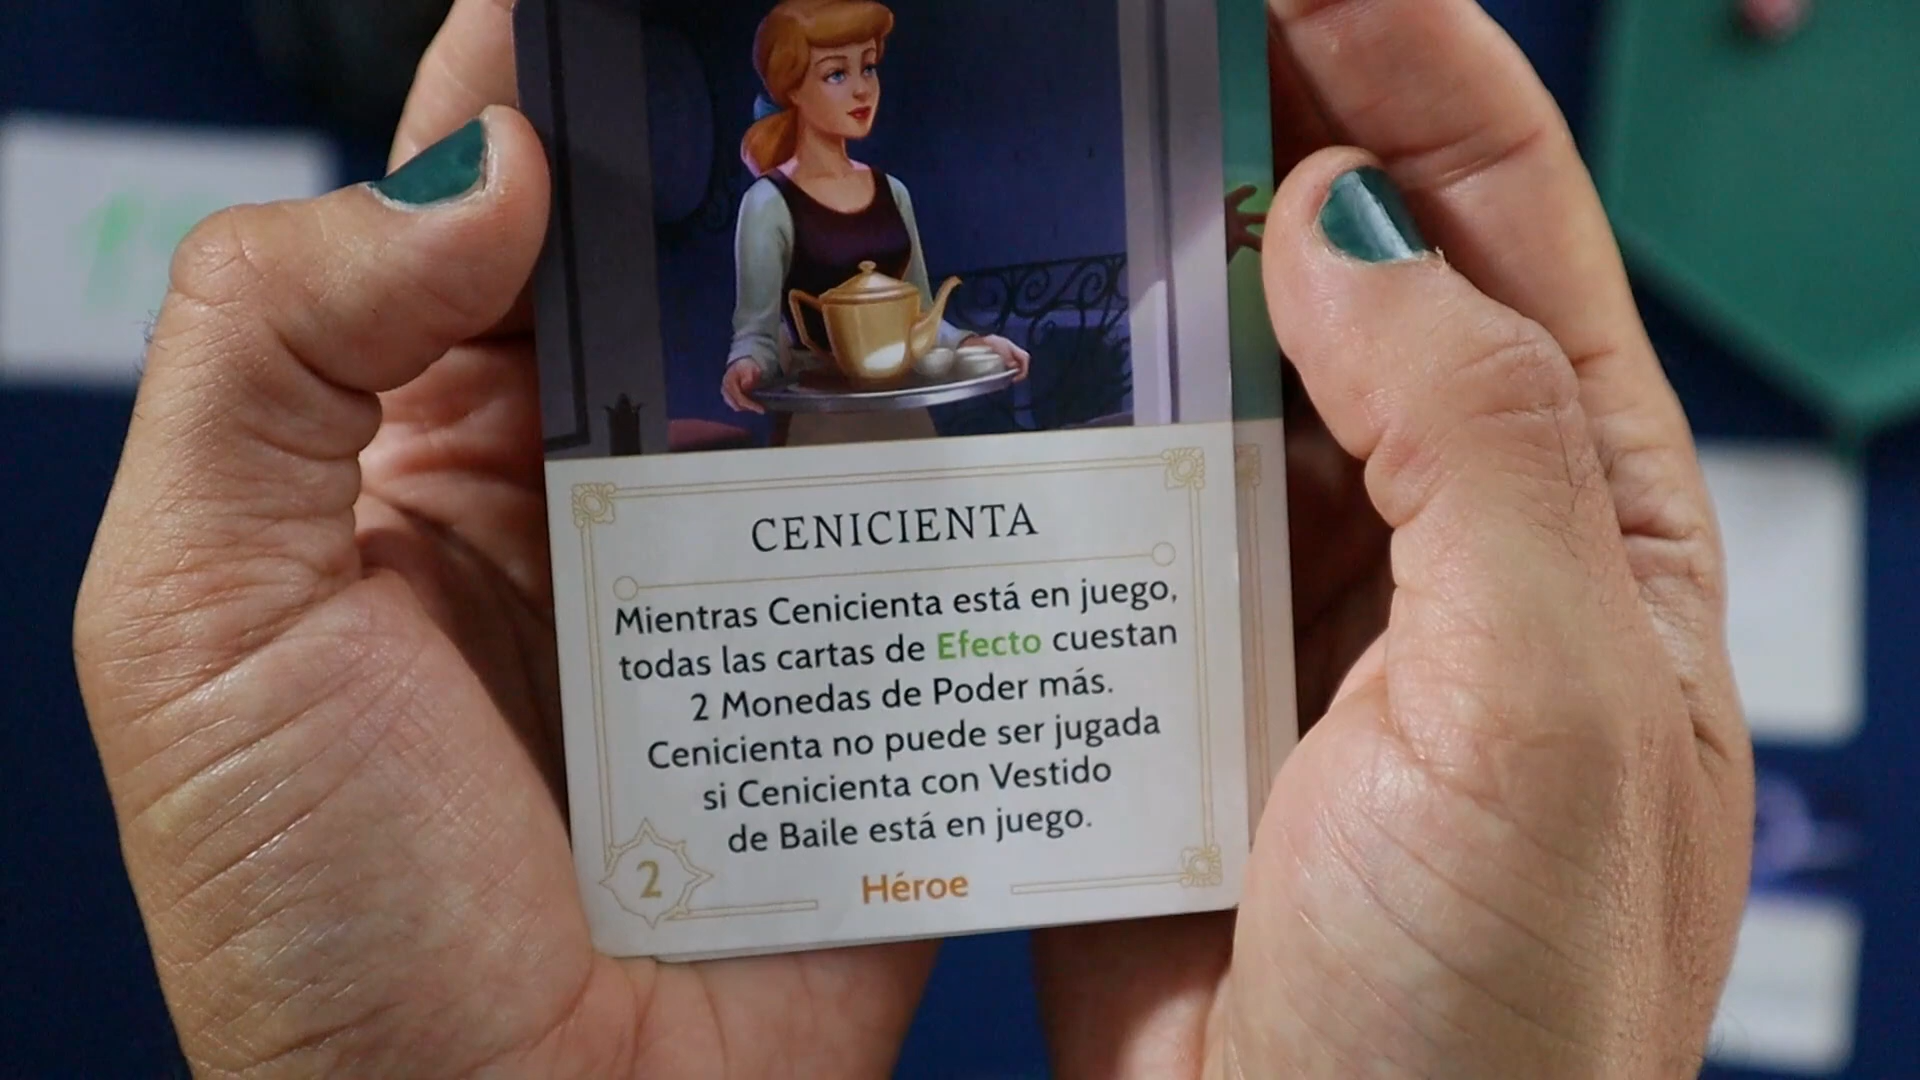 CENICIENTA
Mientras Cenicienta está en juego,
todas las cartas de Efecto cuestan
2 Monedas de Poder más.
Cenicienta no puede ser jugada
si Cenicienta con Vestido
de Baile está en juego.
2
Héroe